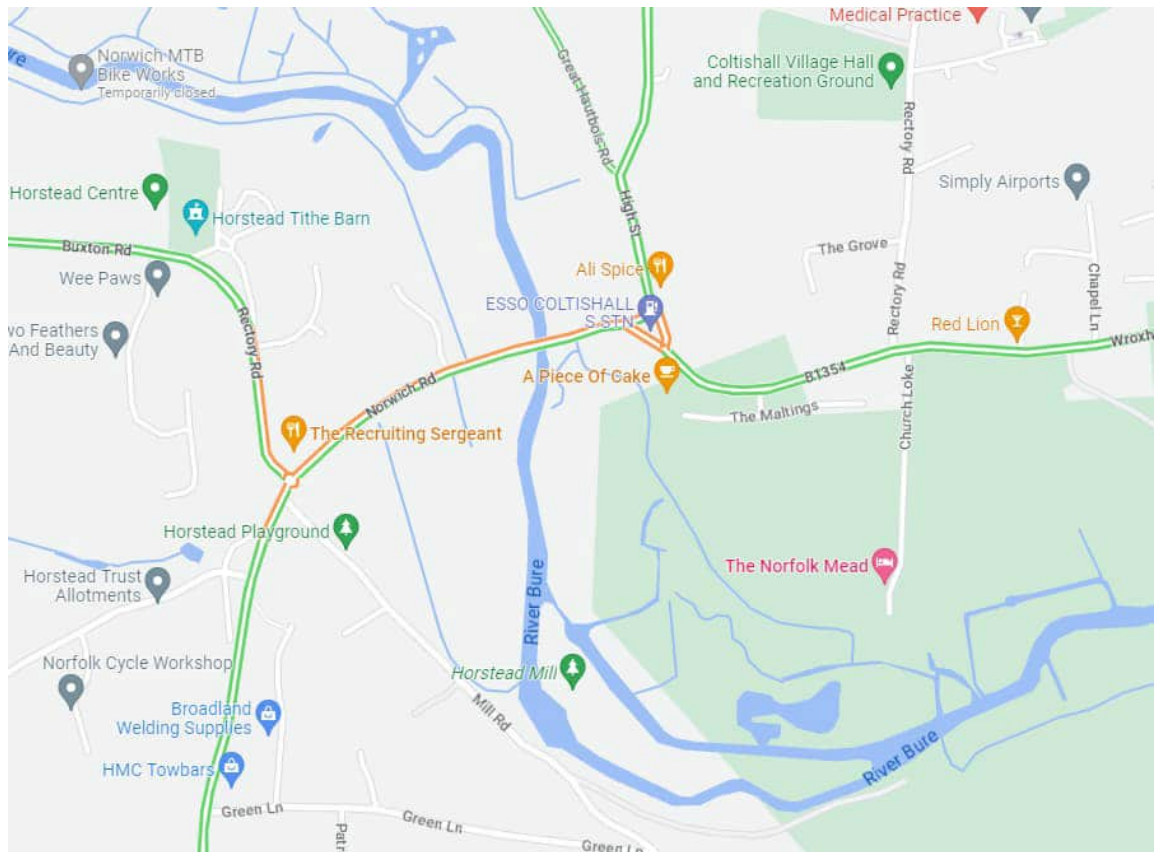 Medical Practice
Norwich MTB
Bike Works
Temporarily closed
Great Hautbois Rd
Coltishall Village Hall
and Recreation Ground
Rectory Rd
Horstead Centre
Horstead Tithe Barn
High St
Simply Airports
Buxton Rd
The Grove
Wee Paws
Ali Spice
Rectory Rd
Chapel Ln
ESSO COLTISHALL
S STN
wo Feathers
And Beauty
Rectory Rd
Red Lion
Wroxh
Norwich Rd
A Piece Of Cake
B1354
The Maltings
Church Loke
The Recruiting Sergeant
Horstead Playground
The Norfolk Mead
Horstead Trust
Allotments
River Bure
Norfolk Cycle Workshop
Horstead Mill
Broadland
Welding Supplies
Mill Rd
HMC Towbars
River Bure
Green Ln
Green Ln
Patr
Green Ln